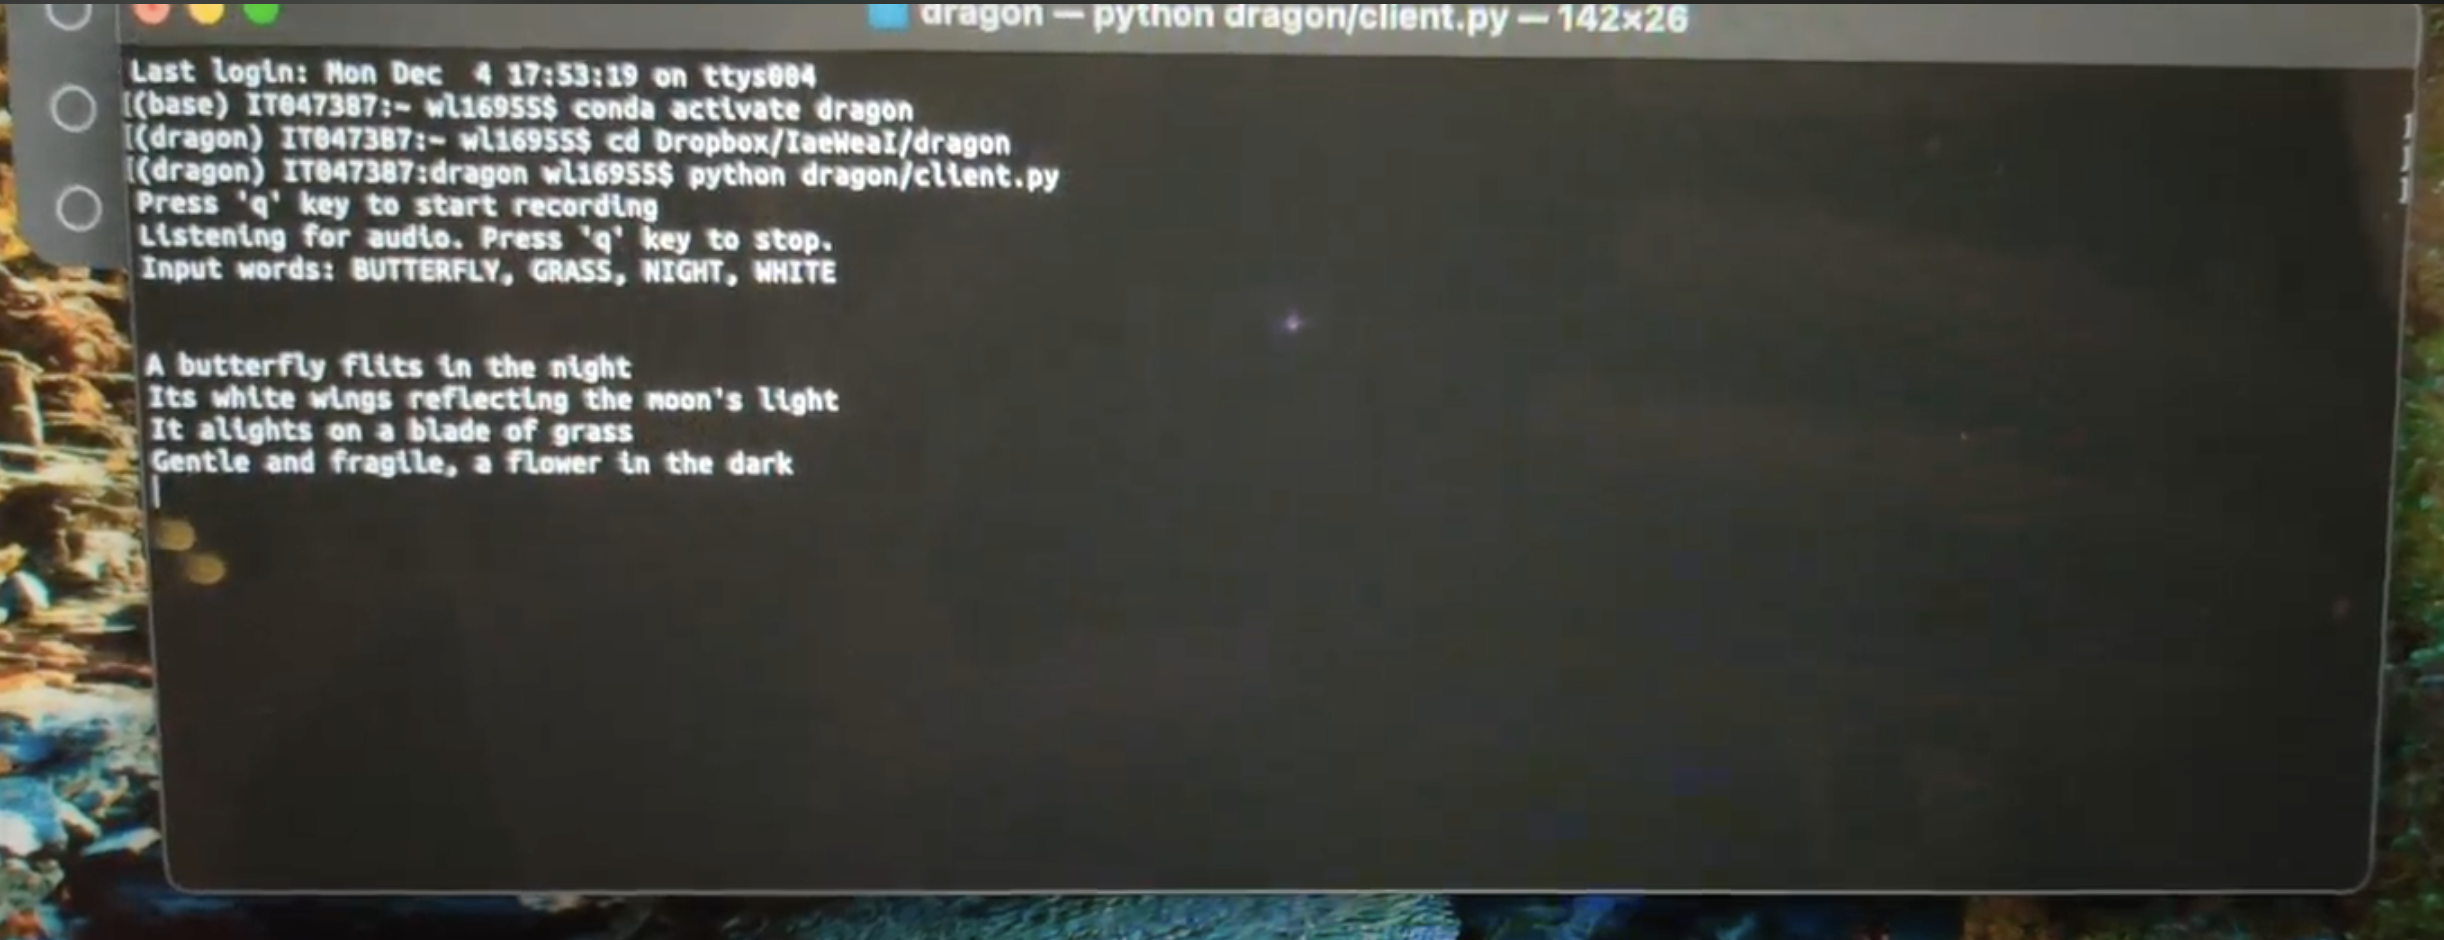 dragon — python dragon/client.py — 142×26
Last login: Mon Dec  4 17:53:19 on ttys004
[(base) IT047387:~ wl16955$ conda activate dragon
[(dragon) IT047387:~ wl16955$ cd Dropbox/IaeWeaI/dragon
[(dragon) IT047387:dragon wl16955$ python dragon/client.py
Press 'q' key to start recording
Listening for audio. Press 'q' key to stop.
Input words: BUTTERFLY, GRASS, NIGHT, WHITE
A butterfly flits in the night
Its white wings reflecting the moon's light
It alights on a blade of grass
Gentle and fragile, a flower in the dark